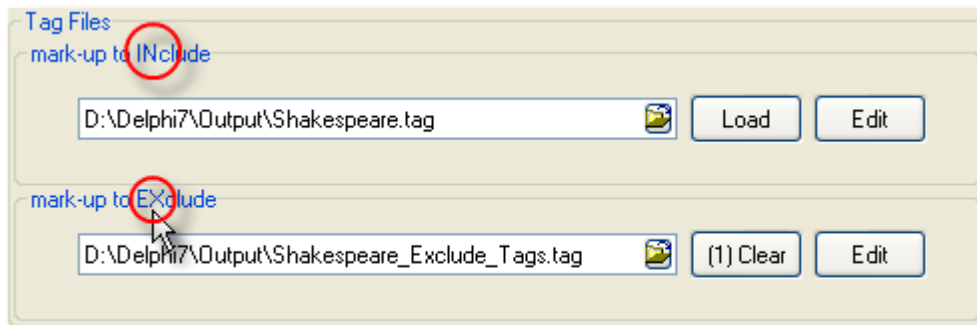 Tag Files
mark-up to INclude
D:\Delphi7\Output\Shakespeare.tag Load Edit
mark-up to EXclude
D:\Delphi7\Output\Shakespeare_Exclude_Tags.tag (1) Clear Edit